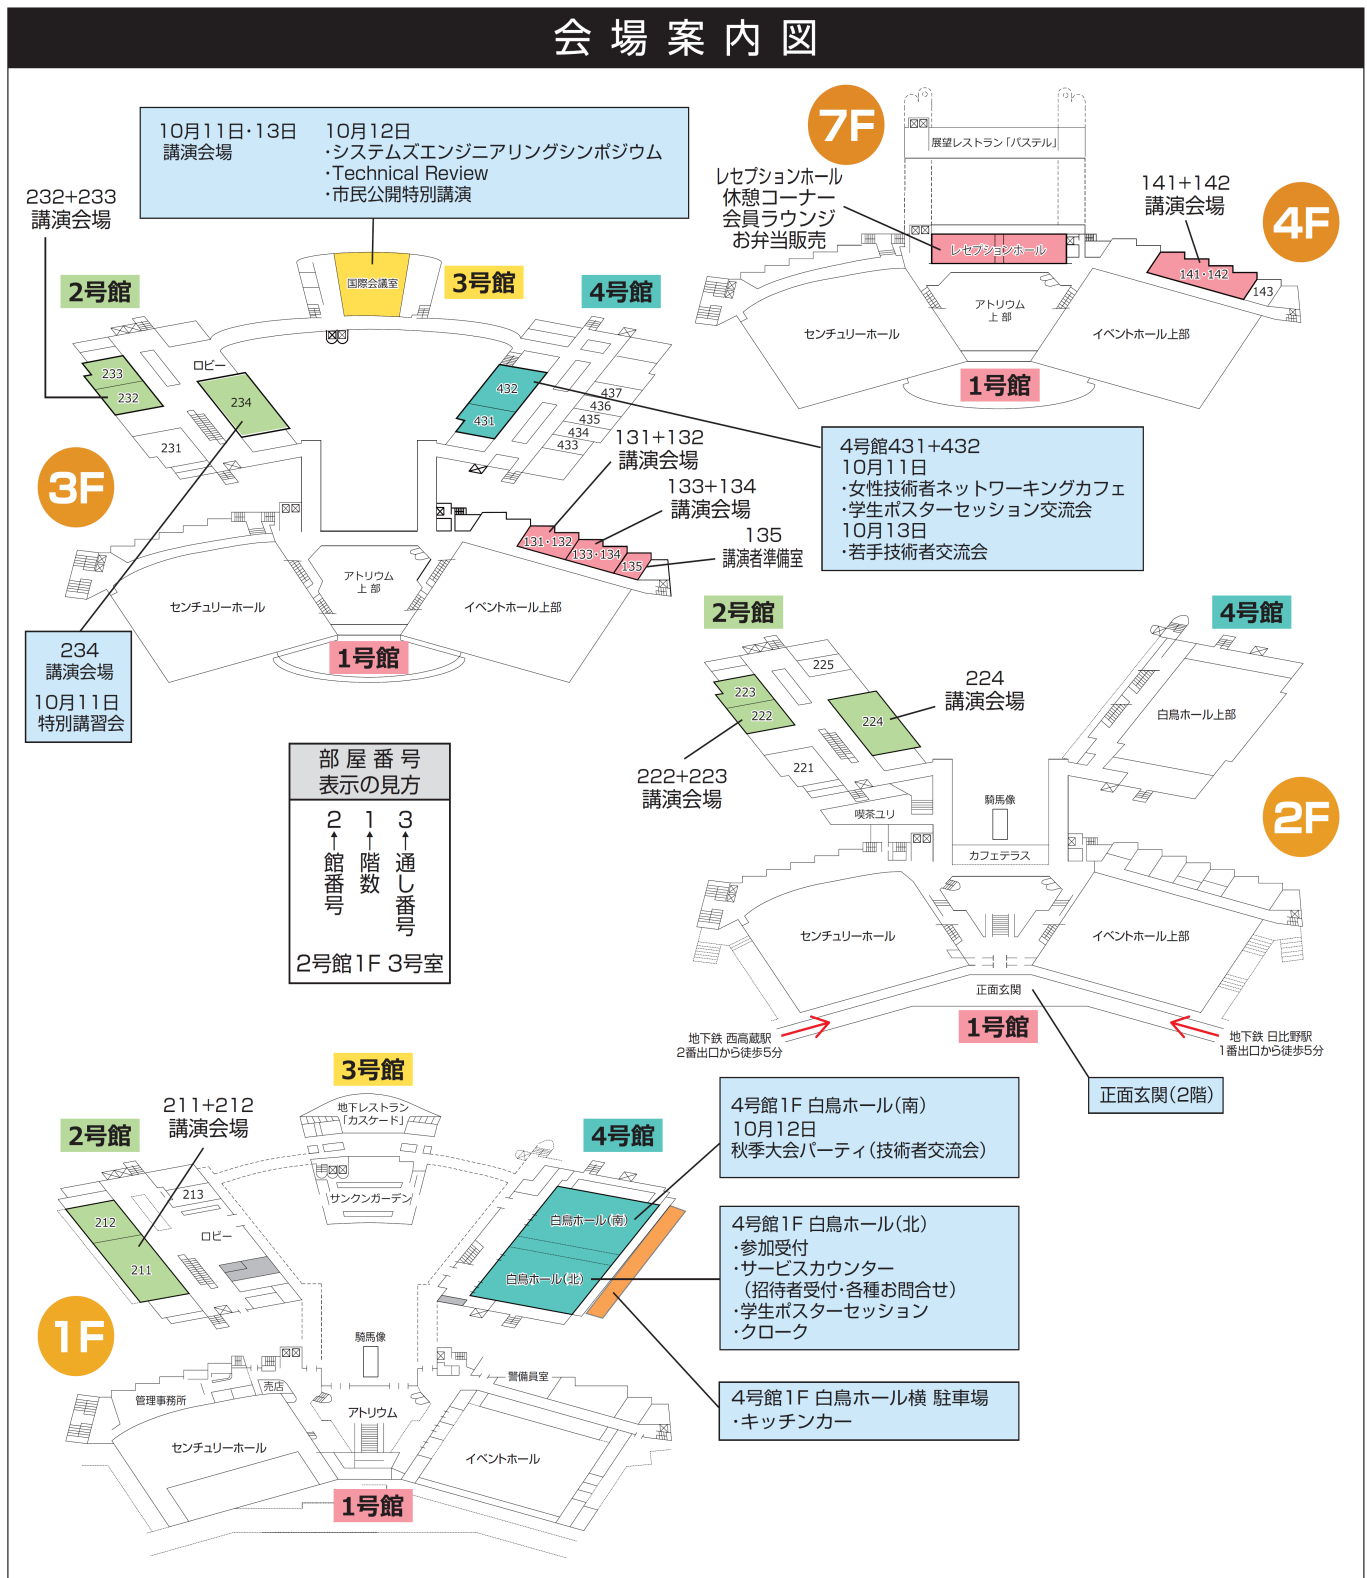 会場案内図
10月11日・13日
講演会場
10月12日
・システムズエンジニアリングシンポジウム
・Technical Review
・市民公開特別講演
232+233
講演会場
2号館
国際会議室
3号館
4号館
ロビー
233
232
234
231
432
431
437
436
435
434
433
3F
131+132
講演会場
133+134
講演会場
135
講演者準備室
131・132
133・134
135
アトリウム
上部
センチュリーホール
イベントホール上部
1号館
234
講演会場
10月11日
特別講習会
4号館431+432
10月11日
・女性技術者ネットワーキングカフェ
・学生ポスターセッション交流会
10月13日
・若手技術者交流会
7F
展望レストラン「パステル」
レセプションホール
休憩コーナー
会員ラウンジ
お弁当販売
レセプションホール
141+142
講演会場
4F
141・142
143
アトリウム
上部
センチュリーホール
イベントホール上部
1号館
部屋番号
表示の見方
2 1 3
館番号
階数
通し番号
2号館1F 3号室
2号館
4号館
225
223
222
224
221
224
講演会場
222+223
講演会場
白鳥ホール上部
2F
喫茶ユリ
騎馬像
カフェテラス
センチュリーホール
イベントホール上部
正面玄関
1号館
地下鉄 西高蔵駅
2番出口から徒歩5分
地下鉄 日比野駅
1番出口から徒歩5分
正面玄関(2階)
3号館
地下レストラン
「カスケード」
2号館
211+212
講演会場
4号館
213
212
211
ロビー
サンクンガーデン
白鳥ホール(南)
白鳥ホール(北)
1F
騎馬像
管理事務所
売店
警備員室
アトリウム
センチュリーホール
イベントホール
1号館
4号館1F 白鳥ホール(南)
10月12日
秋季大会パーティ(技術者交流会)
4号館1F 白鳥ホール(北)
・参加受付
・サービスカウンター
(招待者受付・各種お問合せ)
・学生ポスターセッション
・クローク
4号館1F 白鳥ホール横 駐車場
・キッチンカー